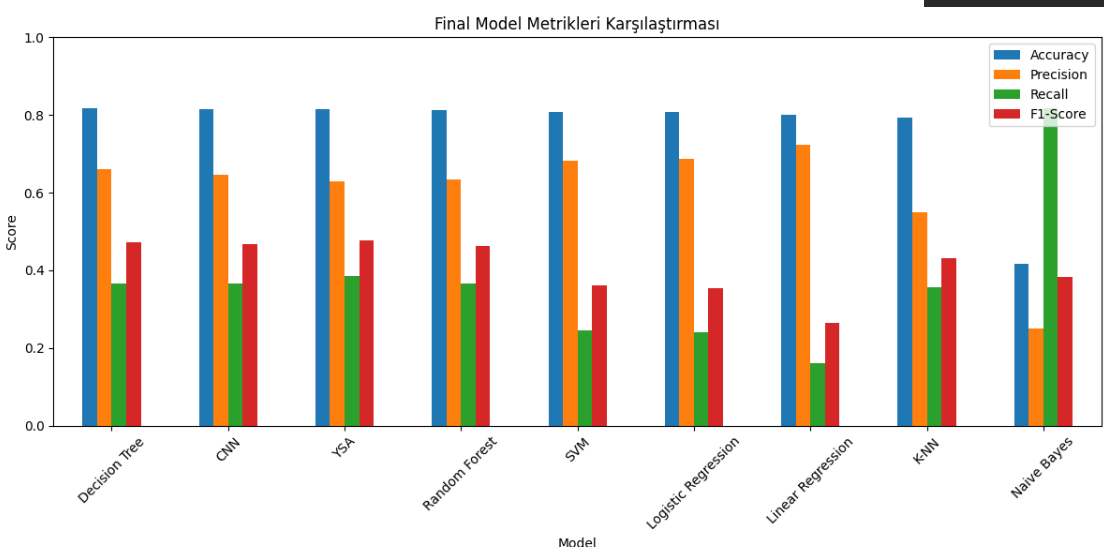 Final Model Metrikleri Karşılaştırması
Accuracy
Precision
Recall
F1-Score
Score
1.0
0.8
0.6
0.4
0.2
0.0
Decision Tree
CNN
YSA
Random Forest
SVM
Logistic Regression
Linear Regression
K-NN
Naive Bayes
Model